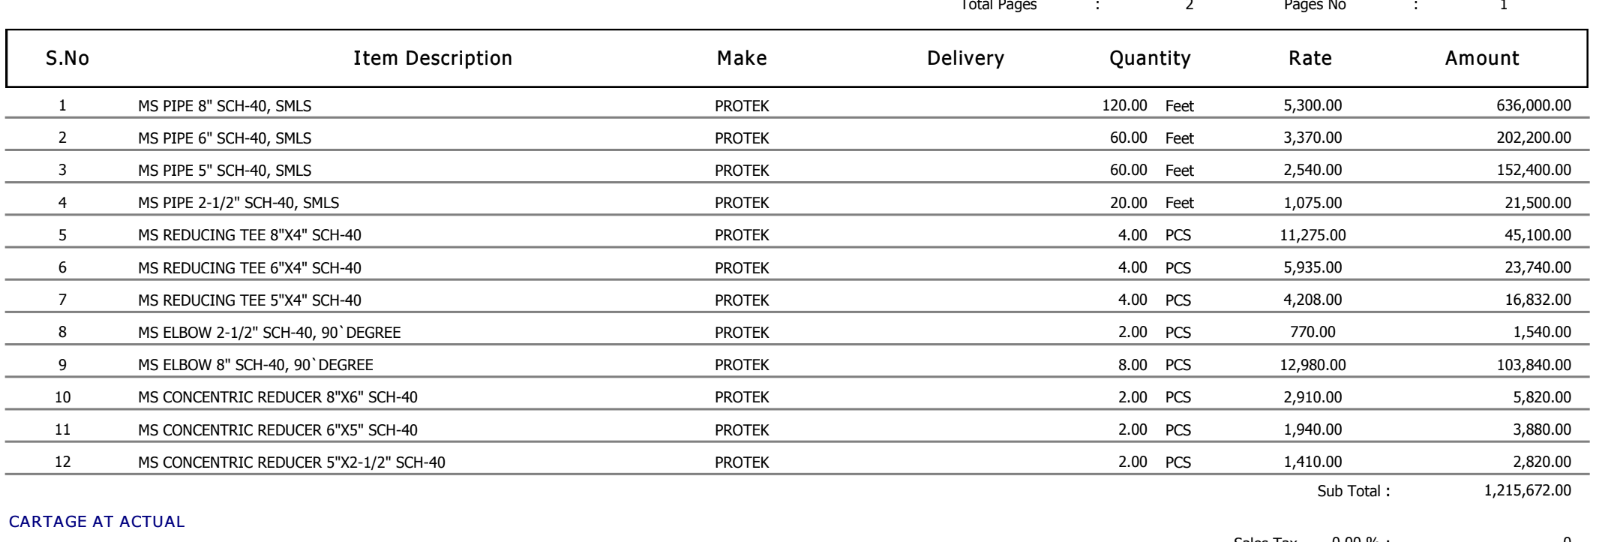 Total Pages : 2 Pages No : 1
S.No Item Description Make Delivery Quantity Rate Amount
1 MS PIPE 8" SCH-40, SMLS PROTEK 120.00 Feet 5,300.00 636,000.00
2 MS PIPE 6" SCH-40, SMLS PROTEK 60.00 Feet 3,370.00 202,200.00
3 MS PIPE 5" SCH-40, SMLS PROTEK 60.00 Feet 2,540.00 152,400.00
4 MS PIPE 2-1/2" SCH-40, SMLS PROTEK 20.00 Feet 1,075.00 21,500.00
5 MS REDUCING TEE 8"X4" SCH-40 PROTEK 4.00 PCS 11,275.00 45,100.00
6 MS REDUCING TEE 6"X4" SCH-40 PROTEK 4.00 PCS 5,935.00 23,740.00
7 MS REDUCING TEE 5"X4" SCH-40 PROTEK 4.00 PCS 4,208.00 16,832.00
8 MS ELBOW 2-1/2" SCH-40, 90`DEGREE PROTEK 2.00 PCS 770.00 1,540.00
9 MS ELBOW 8" SCH-40, 90`DEGREE PROTEK 8.00 PCS 12,980.00 103,840.00
10 MS CONCENTRIC REDUCER 8"X6" SCH-40 PROTEK 2.00 PCS 2,910.00 5,820.00
11 MS CONCENTRIC REDUCER 6"X5" SCH-40 PROTEK 2.00 PCS 1,940.00 3,880.00
12 MS CONCENTRIC REDUCER 5"X2-1/2" SCH-40 PROTEK 2.00 PCS 1,410.00 2,820.00
Sub Total : 1,215,672.00
CARTAGE AT ACTUAL
Sales Tax 0.00 % : 0